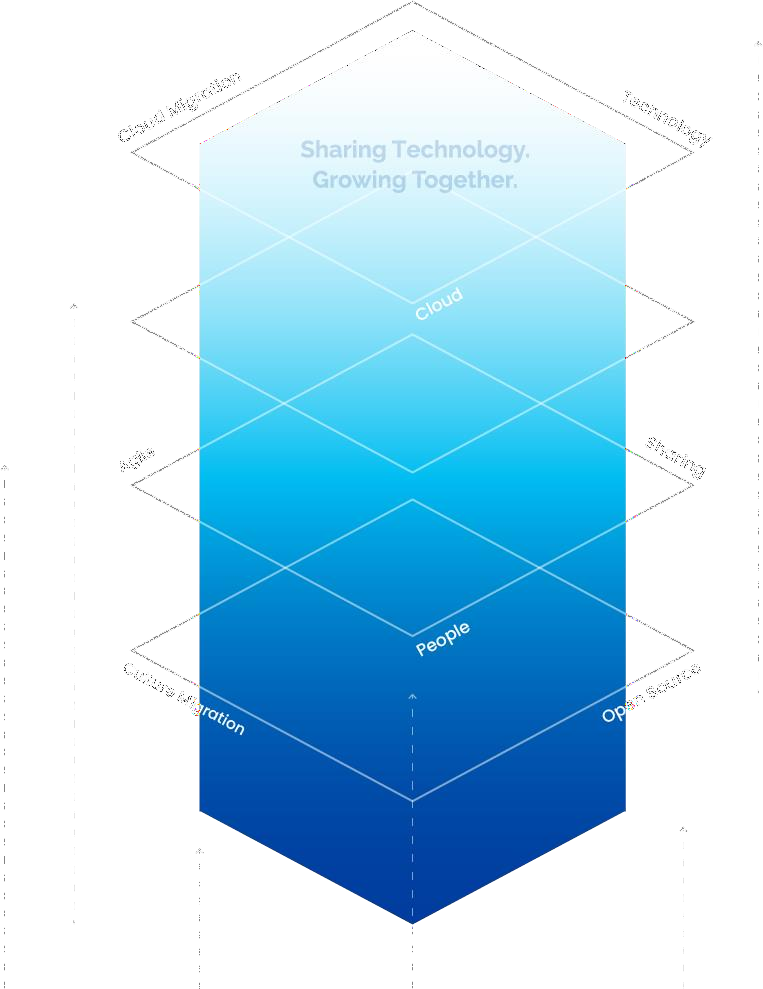 Cloud Migration
Technology
Sharing Technology.
Growing Together.
Cloud
Agile
Sharing
People
Culture Migration
Open Source